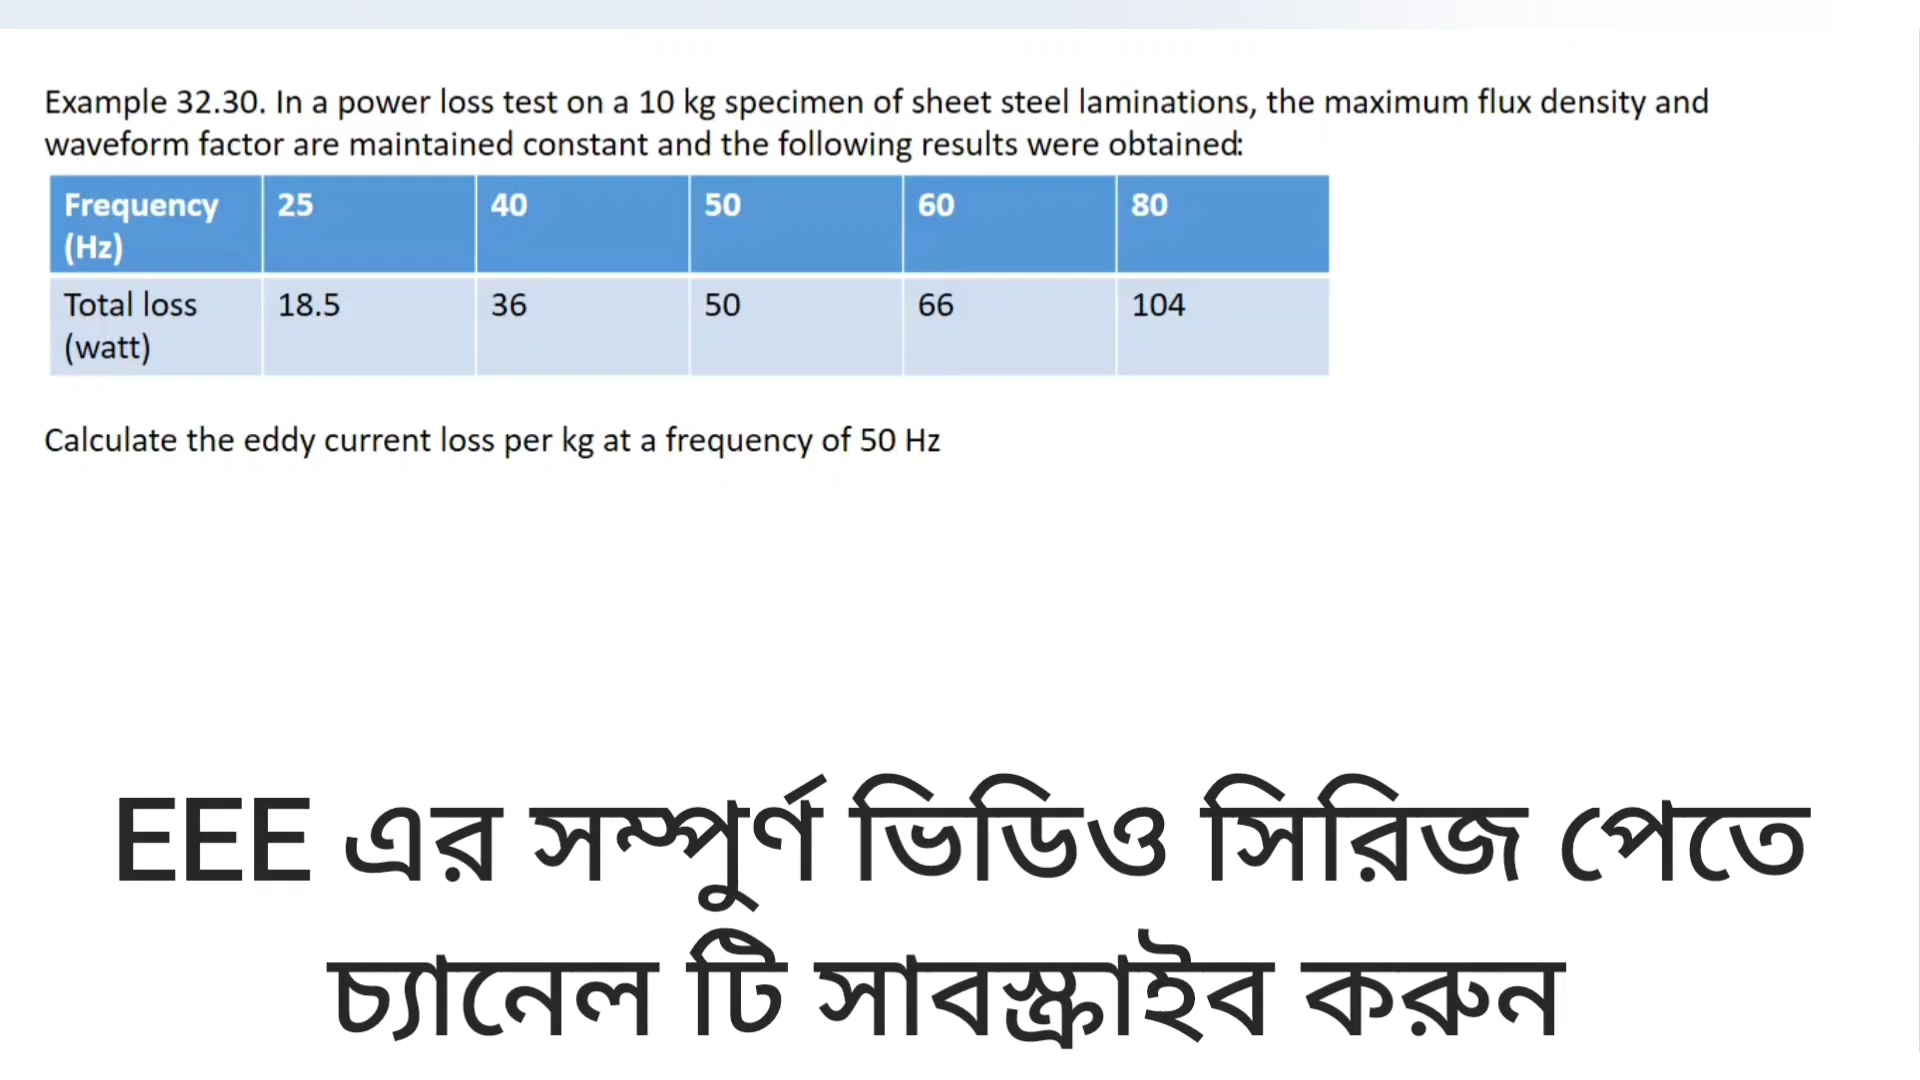 Example 32.30. In a power loss test on a 10 kg specimen of sheet steel laminations, the maximum flux density and
waveform factor are maintained constant and the following results were obtained:
Frequency (Hz) 25 40 50 60 80
Total loss (watt) 18.5 36 50 66 104
Calculate the eddy current loss per kg at a frequency of 50 Hz
EEE এর সম্পুর্ণ ভিডিও সিরিজ পেতে
চ্যানেল টি সাবস্ক্রাইব করুন